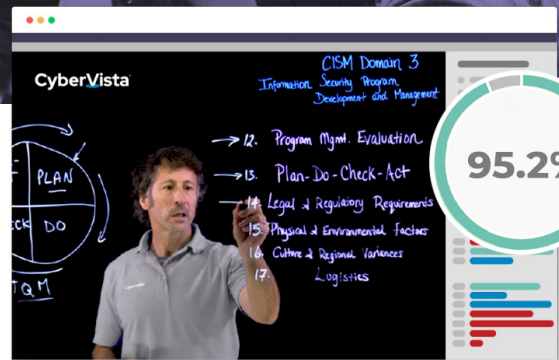 CyberVista
CISM Domain 3
Information Security Program
Development and Management
12. Program Mgmt. Evaluation
13. Plan-Do-Check-Act
14. Legal & Regulatory Requirements
15. Physical & Environmental Factors
16. Culture & Regional Variances
17. Logistics
PLAN
DO
TQM
95.2%